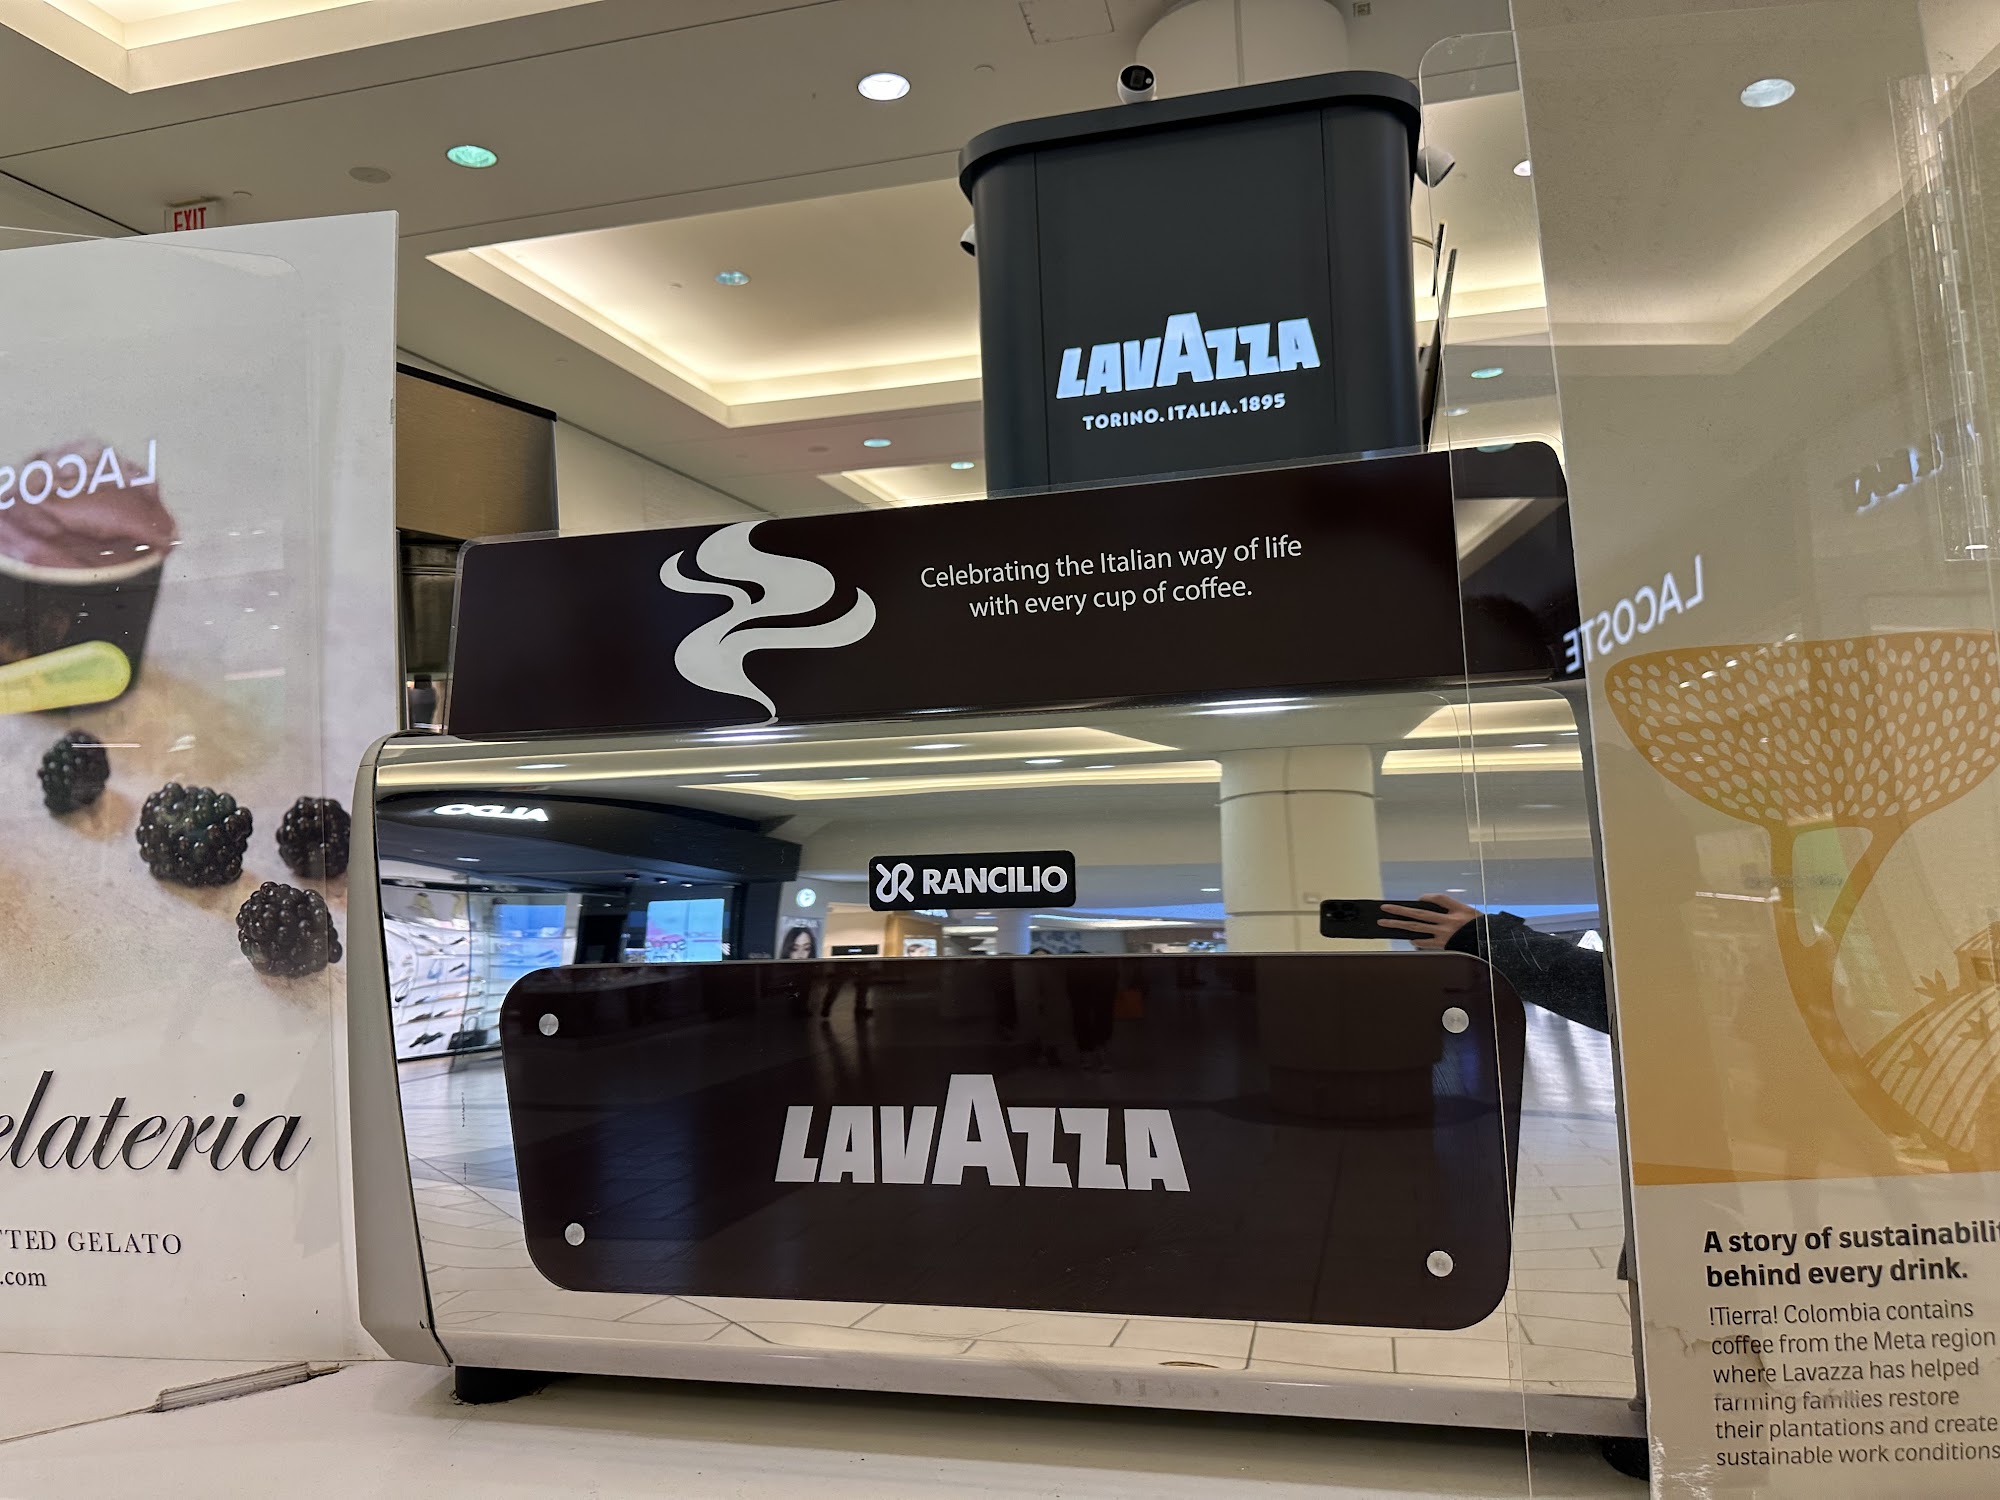 EXIT
LAVAZZA
TORINO.ITALIA.1895
Celebrating the Italian way of life
with every cup of coffee.
LACOSTE
LACOSTE
ALDO
RANCILIO
LAVAZZA
elateria
TED GELATO
.com
A story of sustainabilit
behind every drink.
!Tierra! Colombia contains
coffee from the Meta region
where Lavazza has helped
farming families restore
their plantations and create
sustainable work conditions